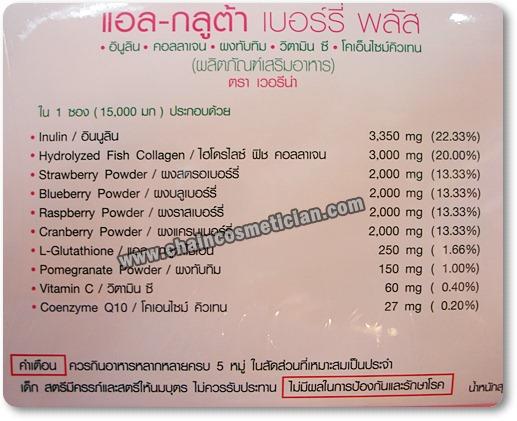 แอล-กลูต้า เบอร์รี่ พลัส
• อินูลิน • คอลลาเจน • ผงทับทิม • วิตามิน ซี • โคเอ็นไซม์คิวเทน
(ผลิตภัณฑ์เสริมอาหาร)
ตรา เวอรีน่า
ใน 1 ซอง (15,000 มก) ประกอบด้วย
• Inulin / อินนูลิน 3,350 mg (22.33%)
• Hydrolyzed Fish Collagen / ไฮโดรไลซ์ ฟิช คอลลาเจน 3,000 mg (20.00%)
• Strawberry Powder / ผงสตรอเบอร์รี่ 2,000 mg (13.33%)
• Blueberry Powder / ผงบลูเบอร์รี่ 2,000 mg (13.33%)
• Raspberry Powder / ผงราสเบอร์รี่ 2,000 mg (13.33%)
• Cranberry Powder / ผงแครนเบอร์รี่ 2,000 mg (13.33%)
• L-Glutathione / 250 mg ( 1.66%)
• Pomegranate Powder / ผงทับทิม 150 mg ( 1.00%)
• Vitamin C / วิตามิน ซี 60 mg ( 0.40%)
• Coenzyme Q10 / โคเอนไซม์ คิวเทน 27 mg ( 0.20%)
www.chaincosmetician.com
คำเตือน ควรกินอาหารหลากหลายครบ 5 หมู่ ในสัดส่วนที่เหมาะสมเป็นประจำ
เด็ก สตรีมีครรภ์และสตรีให้นมบุตร ไม่ควรรับประทาน ไม่มีผลในการป้องกันและรักษาโรค